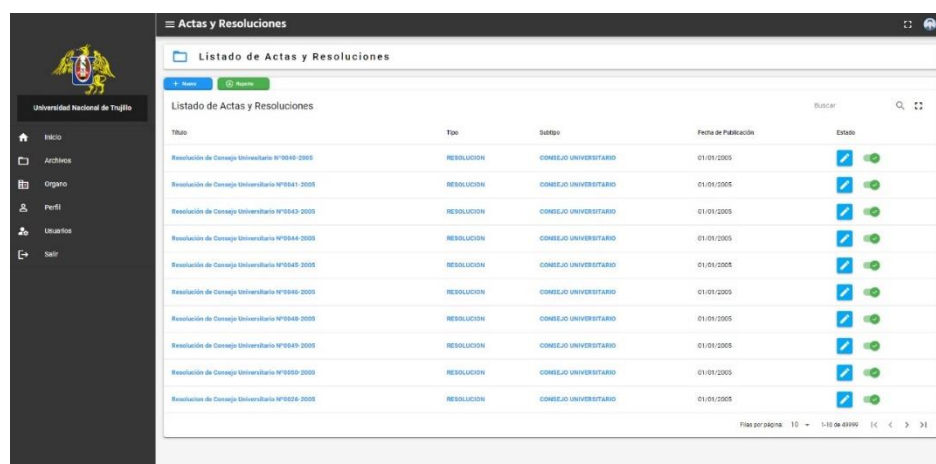 Actas y Resoluciones
Listado de Actas y Resoluciones
+ Nuevo
Reporte
Universidad Nacional de Trujillo
Listado de Actas y Resoluciones
Buscar
Inicio
Archivos
Organo
Perfil
Usuarios
Salir
Título Tipo Subtipo Fecha de Publicación Estado
Resolución de Consejo Universitario N°0040-2005 RESOLUCION CONSEJO UNIVERSITARIO 01/01/2005
Resolución de Consejo Universitario N°0041-2005 RESOLUCION CONSEJO UNIVERSITARIO 01/01/2005
Resolución de Consejo Universitario N°0043-2005 RESOLUCION CONSEJO UNIVERSITARIO 01/01/2005
Resolución de Consejo Universitario N°0044-2005 RESOLUCION CONSEJO UNIVERSITARIO 01/01/2005
Resolución de Consejo Universitario N°0045-2005 RESOLUCION CONSEJO UNIVERSITARIO 01/01/2005
Resolución de Consejo Universitario N°0046-2005 RESOLUCION CONSEJO UNIVERSITARIO 01/01/2005
Resolución de Consejo Universitario N°0048-2005 RESOLUCION CONSEJO UNIVERSITARIO 01/01/2005
Resolución de Consejo Universitario N°0049-2005 RESOLUCION CONSEJO UNIVERSITARIO 01/01/2005
Resolución de Consejo Universitario N°0050-2005 RESOLUCION CONSEJO UNIVERSITARIO 01/01/2005
Resolucion de Consejo Universitario N°0026-2005 RESOLUCION CONSEJO UNIVERSITARIO 01/01/2005
Filas por página: 10 1-10 de 49999